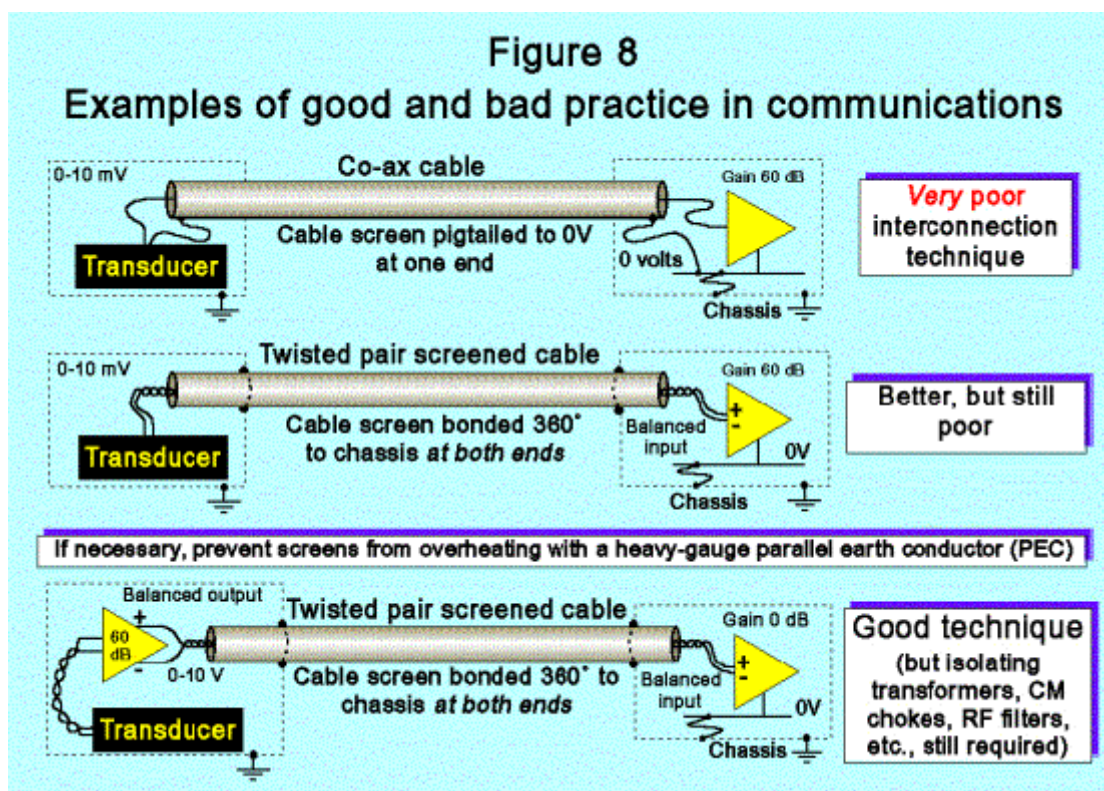 Figure 8
Examples of good and bad practice in communications
0-10 mV
Co-ax cable
Gain 60 dB
Transducer
Cable screen pigtailed to 0V
at one end
0 volts
Chassis
Very poor
interconnection
technique
0-10 mV
Twisted pair screened cable
Gain 60 dB
Transducer
Cable screen bonded 360°
to chassis at both ends
Balanced
input
+
-
0V
Chassis
Better, but still
poor
If necessary, prevent screens from overheating with a heavy-gauge parallel earth conductor (PEC)
Balanced output
+
60
dB
-
0-10 V
Transducer
Twisted pair screened cable
Cable screen bonded 360° to
chassis at both ends
Gain 0 dB
Balanced
input
+
-
0V
Chassis
Good technique
(but isolating
transformers, CM
chokes, RF filters,
etc., still required)